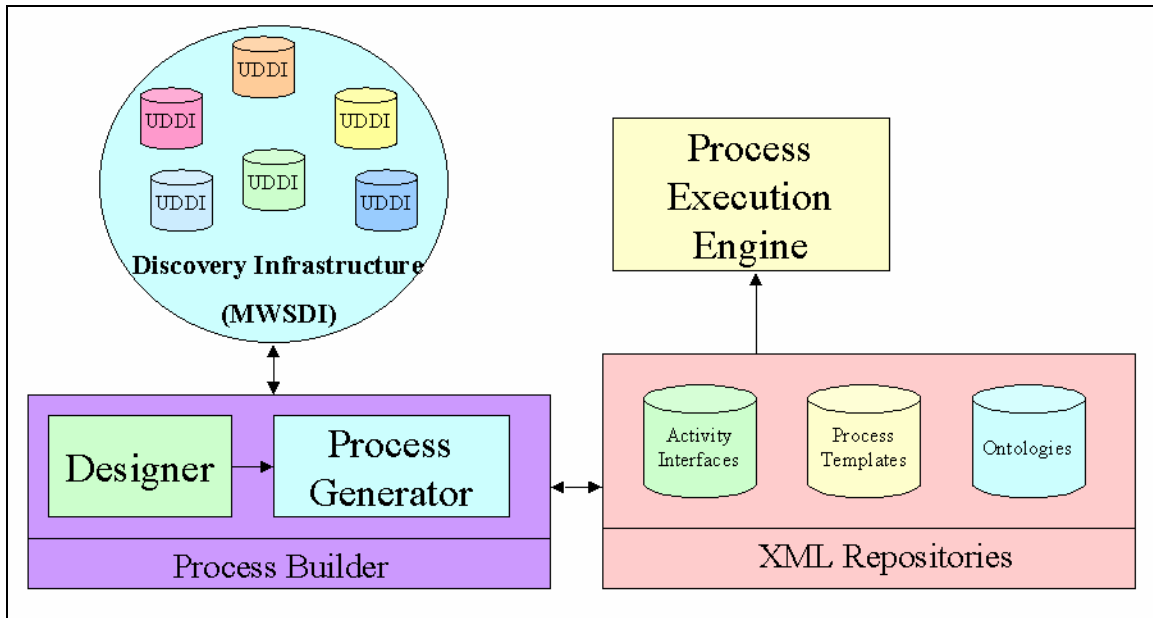 UDDI
UDDI
UDDI
UDDI
UDDI
UDDI
Discovery Infrastructure
(MWSDI)
Process
Execution
Engine
Designer
Process
Generator
Process Builder
Activity
Interfaces
Process
Templates
Ontologies
XML Repositories